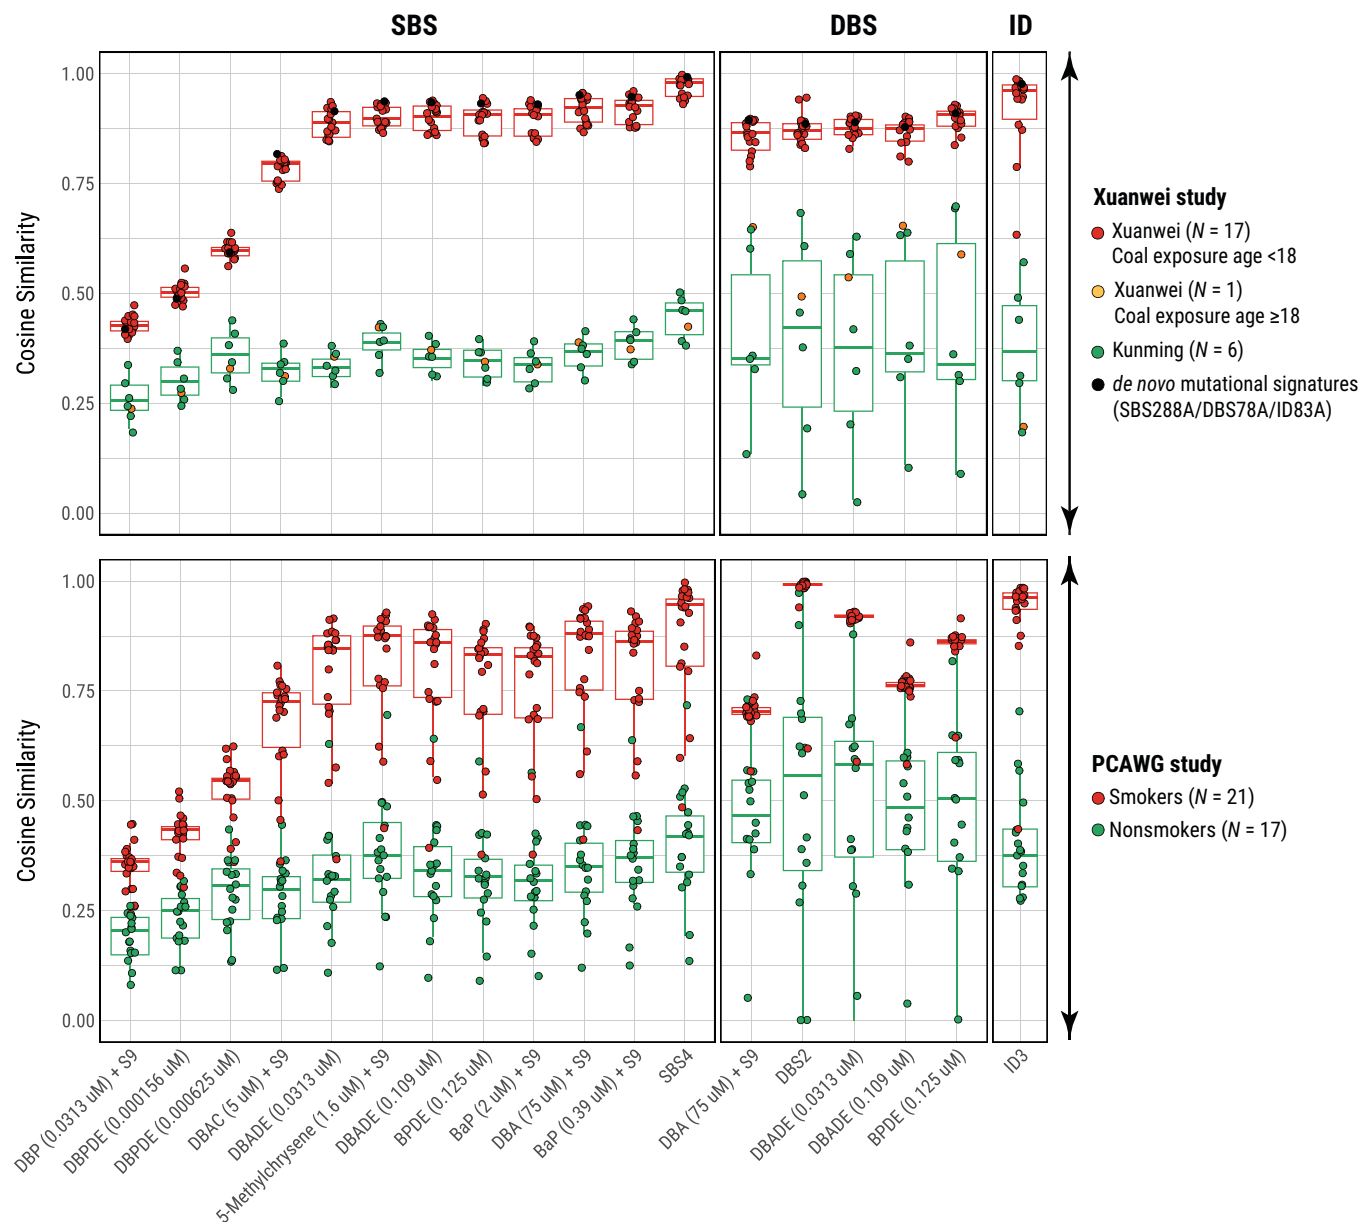 SBS
DBS
ID
Cosine Similarity
1.00
0.75
0.50
0.25
0.00
Xuanwei study
Xuanwei (N = 17)
Coal exposure age <18
Xuanwei (N = 1)
Coal exposure age ≥18
Kunming (N = 6)
de novo mutational signatures
(SBS288A/DBS78A/ID83A)
Cosine Similarity
1.00
0.75
0.50
0.25
0.00
PCAWG study
Smokers (N = 21)
Nonsmokers (N = 17)
DBP (0.0313 uM) + S9
DBPDE (0.000156 uM)
DBPDE (0.000625 uM)
DBAC (5 uM) + S9
DBADE (0.0313 uM)
5-Methylchrysene (1.6 uM) + S9
DBADE (0.109 uM)
BPDE (0.125 uM)
BaP (2 uM) + S9
DBA (75 uM) + S9
BaP (0.39 uM) + S9
SBS4
DBA (75 uM) + S9
DBS2
DBADE (0.0313 uM)
DBADE (0.109 uM)
BPDE (0.125 uM)
ID3